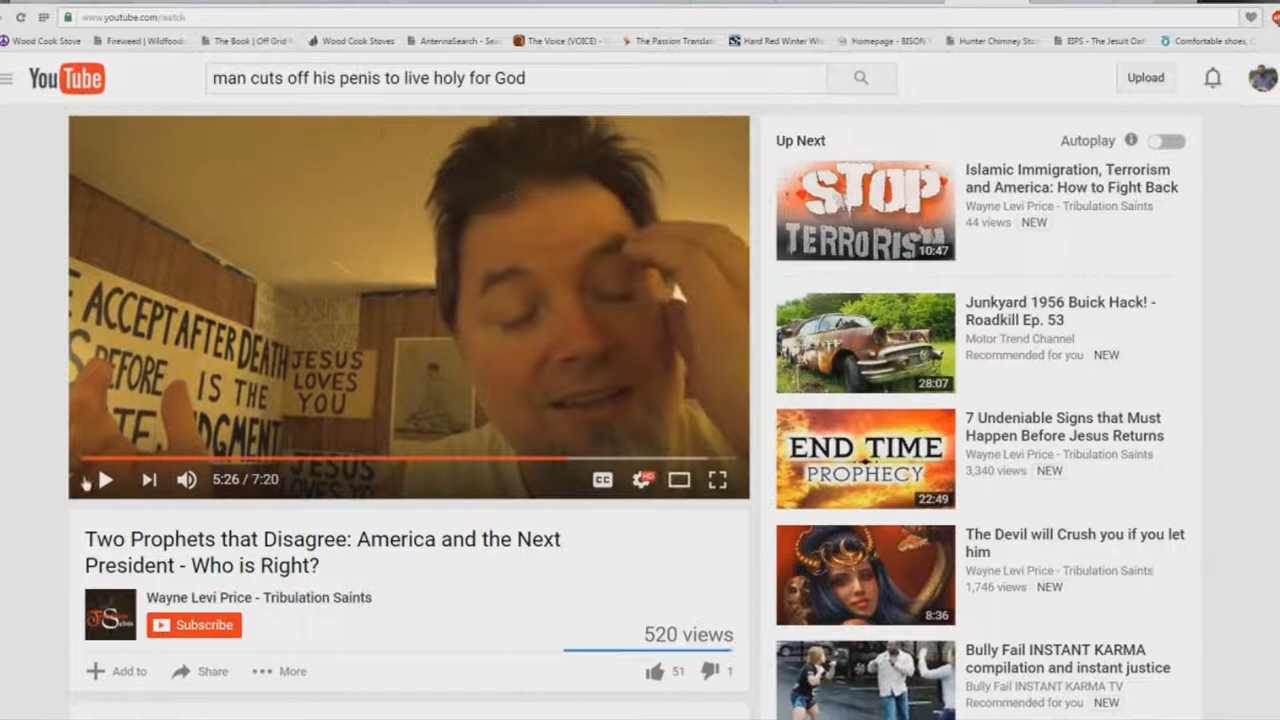 www.youtube.com/watch
Wood Cook Stove
Fireweed | Wildfoodi
The Book | Off Grid
Wood Cook Stoves
AntennaSearch - Sea
The Voice (VOICE) -
The Passion Translat
Hard Red Winter Wh
Homepage - BISON
Hunter Chimney Sto
EIPS - The Jesuit Oat
Comfortable shoes,
YouTube
man cuts off his penis to live holy for God
Upload
ACCEPT AFTER DEATH
BEFORE IS THE
JUDGMENT
JESUS
LOVES
YOU
JESUS
LOVES YO
5:26 / 7:20
CC
HD
Two Prophets that Disagree: America and the Next
President - Who is Right?
Wayne Levi Price - Tribulation Saints
Subscribe
520 views
Add to
Share
More
51
1
Up Next
Autoplay
STOP
TERRORISM
10:47
Islamic Immigration, Terrorism
and America: How to Fight Back
Wayne Levi Price - Tribulation Saints
44 views NEW
28:07
Junkyard 1956 Buick Hack! -
Roadkill Ep. 53
Motor Trend Channel
Recommended for you NEW
END TIME
PROPHECY
22:49
7 Undeniable Signs that Must
Happen Before Jesus Returns
Wayne Levi Price - Tribulation Saints
3,340 views NEW
8:36
The Devil will Crush you if you let
him
Wayne Levi Price - Tribulation Saints
1,746 views NEW
Bully Fail INSTANT KARMA
compilation and instant justice
Bully Fail INSTANT KARMA TV
Recommended for you NEW